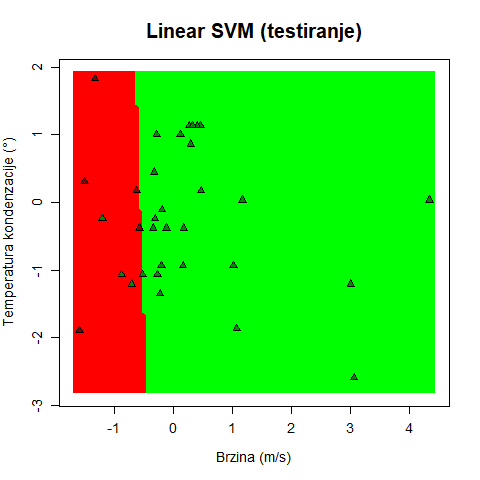 Linear SVM (testiranje)
Temperatura kondenzacije (°)
2
1
0
-1
-2
-3
-1 0 1 2 3 4
Brzina (m/s)